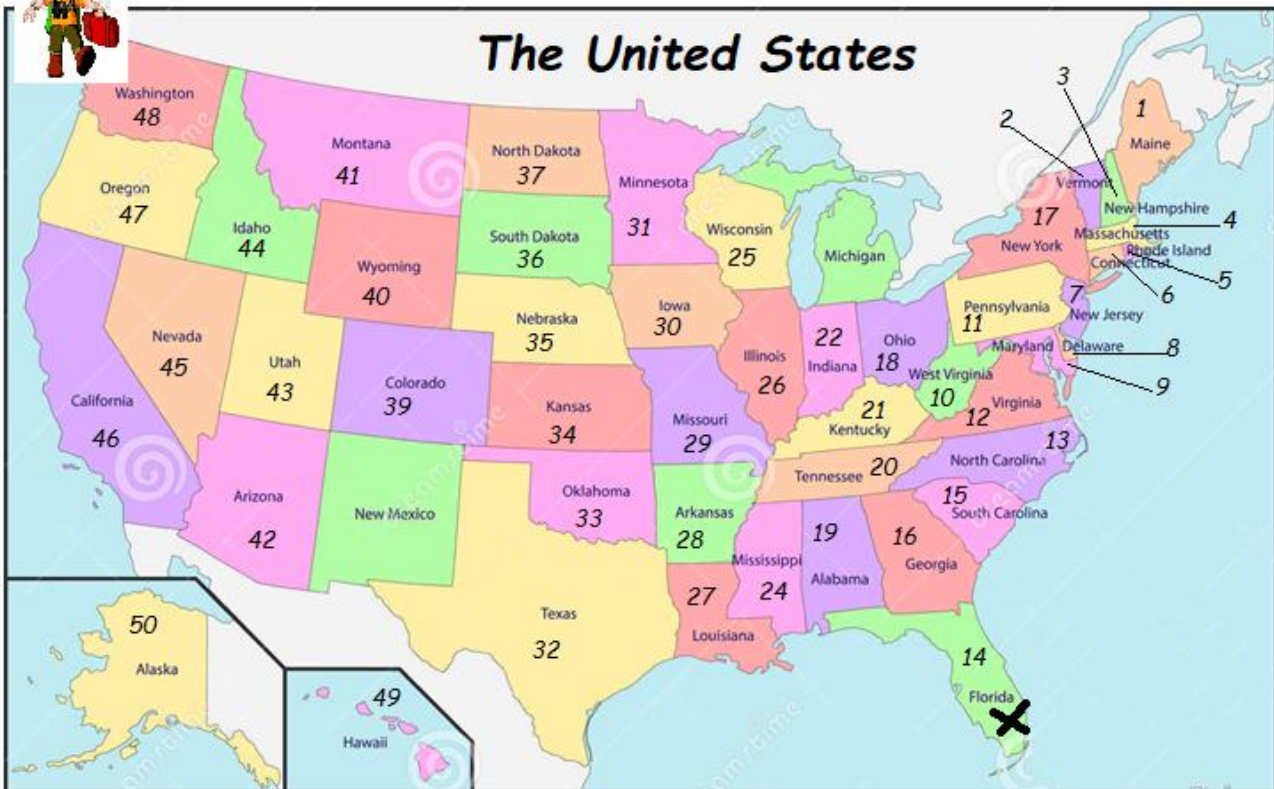 The United States
Washington
48
Montana
41
North Dakota
37
Minnesota
31
3
2
1
Maine
Oregon
47
Idaho
44
South Dakota
36
Wisconsin
25
Michigan
Vermont
17
New York
New Hampshire
4
Massachusetts
Rhode Island
Connecticut
5
6
Wyoming
40
Nebraska
35
Iowa
30
Pennsylvania
11
7
New Jersey
Nevada
45
Utah
43
Colorado
39
Illinois
26
22
Indiana
Ohio
18
Maryland
Delaware
8
9
West Virginia
10
Virginia
12
California
46
Kansas
34
Missouri
29
21
Kentucky
13
North Carolina
Tennessee 20
Arizona
42
New Mexico
Oklahoma
33
Arkansas
28
15
South Carolina
Mississippi
24
19
Alabama
16
Georgia
Texas
32
27
Louisiana
14
Florida
50
Alaska
49
Hawaii